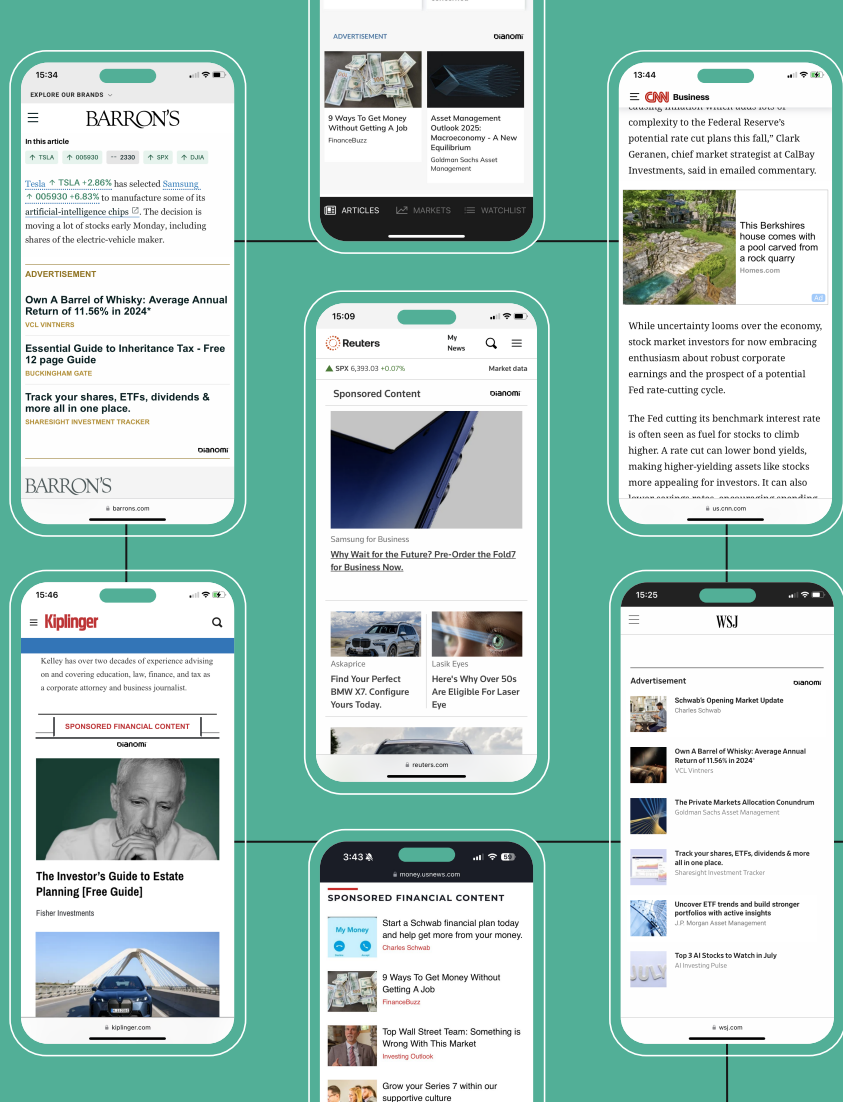 ADVERTISEMENT
DIANOMI
9 Ways To Get Money
Without Getting A Job
FinanceBuzz
Asset Management
Outlook 2025:
Macroeconomy - A New
Equilibrium
Goldman Sachs Asset
Management
ARTICLES
MARKETS
WATCHLIST
15:34
EXPLORE OUR BRANDS
BARRON'S
In this article
TSLA
005930
2330
SPX
DJIA
Tesla ↑ TSLA +2.86% has selected Samsung
↑ 005930 +6.83% to manufacture some of its
artificial-intelligence chips. The decision is
moving a lot of stocks early Monday, including
shares of the electric-vehicle maker.
ADVERTISEMENT
Own A Barrel of Whisky: Average Annual
Return of 11.56% in 2024*
VCL VINTNERS
Essential Guide to Inheritance Tax - Free
12 page Guide
BUCKINGHAM GATE
Track your shares, ETFs, dividends &
more all in one place.
SHARESIGHT INVESTMENT TRACKER
DIANOMI
BARRON'S
barrons.com
13:44
CNN Business
causing inflation which adds lots of
complexity to the Federal Reserve's
potential rate cut plans this fall," Clark
Geranen, chief market strategist at CalBay
Investments, said in emailed commentary.
This Berkshires
house comes with
a pool carved from
a rock quarry
Homes.com
Ad
While uncertainty looms over the economy,
stock market investors for now embracing
enthusiasm about robust corporate
earnings and the prospect of a potential
Fed rate-cutting cycle.
The Fed cutting its benchmark interest rate
is often seen as fuel for stocks to climb
higher. A rate cut can lower bond yields,
making higher-yielding assets like stocks
more appealing for investors. It can also
lower savings rates, encouraging spending
us.cnn.com
15:09
Reuters
My
News
SPX 6,393.03 +0.07%
Market data
Sponsored Content
DIANOMI
Samsung for Business
Why Wait for the Future? Pre-Order the Fold7
for Business Now.
Askaprice
Find Your Perfect
BMW X7. Configure
Yours Today.
Lasik Eyes
Here's Why Over 50s
Are Eligible For Laser
Eye
reuters.com
15:46
Kiplinger
Kelley has over two decades of experience advising
on and covering education, law, finance, and tax as
a corporate attorney and business journalist.
SPONSORED FINANCIAL CONTENT
DIANOMI
The Investor's Guide to Estate
Planning [Free Guide]
Fisher Investments
kiplinger.com
15:25
WSJ
Advertisement
DIANOMI
Schwab's Opening Market Update
Charles Schwab
Own A Barrel of Whisky: Average Annual
Return of 11.56% in 2024*
VCL Vintners
The Private Markets Allocation Conundrum
Goldman Sachs Asset Management
Track your shares, ETFs, dividends & more
all in one place.
Sharesight Investment Tracker
Uncover ETF trends and build stronger
portfolios with active insights
J.P. Morgan Asset Management
JULY
Top 3 AI Stocks to Watch in July
AI Investing Pulse
wsj.com
3:43
money.usnews.com
SPONSORED FINANCIAL CONTENT
My Money
Start a Schwab financial plan today
and help get more from your money.
Charles Schwab
9 Ways To Get Money Without
Getting A Job
FinanceBuzz
Top Wall Street Team: Something is
Wrong With This Market
Investing Outlook
Grow your Series 7 within our
supportive culture